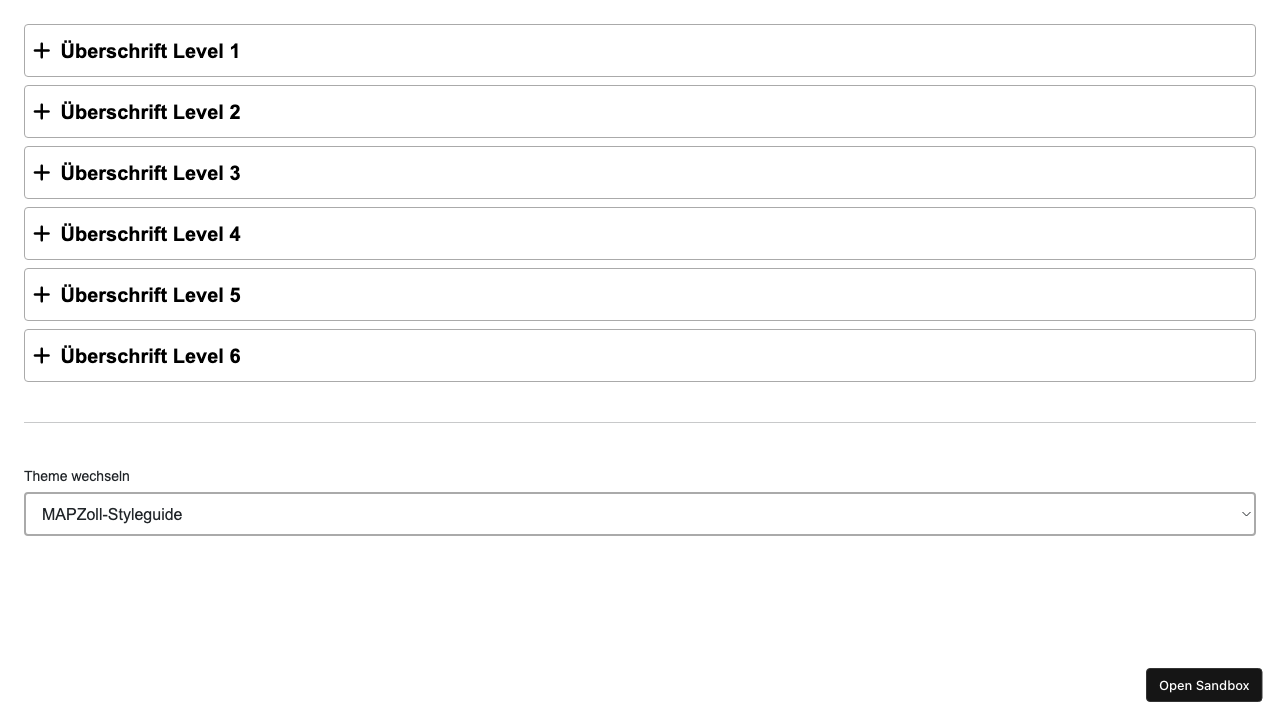 Überschrift Level 1
Überschrift Level 2
Überschrift Level 3
Überschrift Level 4
Überschrift Level 5
Überschrift Level 6
Theme wechseln
MAPZoll-Styleguide
Open Sandbox